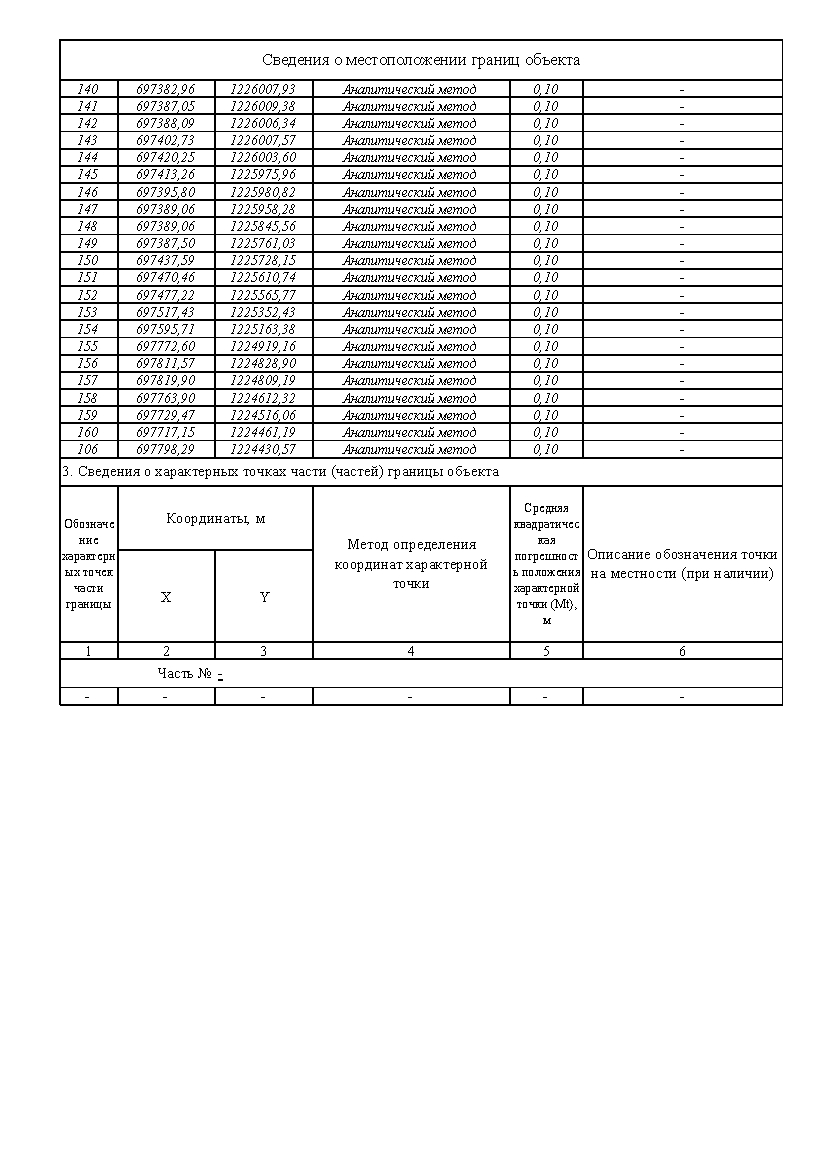 Сведения о местоположении границ объекта
140 697382,96 1226007,93 Аналитический метод 0,10 -
141 697387,05 1226009,38 Аналитический метод 0,10 -
142 697388,09 1226006,34 Аналитический метод 0,10 -
143 697402,73 1226007,57 Аналитический метод 0,10 -
144 697420,25 1226003,60 Аналитический метод 0,10 -
145 697413,26 1225975,96 Аналитический метод 0,10 -
146 697395,80 1225980,82 Аналитический метод 0,10 -
147 697389,06 1225958,28 Аналитический метод 0,10 -
148 697389,06 1225845,56 Аналитический метод 0,10 -
149 697387,50 1225761,03 Аналитический метод 0,10 -
150 697437,59 1225728,15 Аналитический метод 0,10 -
151 697470,46 1225610,74 Аналитический метод 0,10 -
152 697477,22 1225565,77 Аналитический метод 0,10 -
153 697517,43 1225352,43 Аналитический метод 0,10 -
154 697595,71 1225163,38 Аналитический метод 0,10 -
155 697772,60 1224919,16 Аналитический метод 0,10 -
156 697811,57 1224828,90 Аналитический метод 0,10 -
157 697819,90 1224809,19 Аналитический метод 0,10 -
158 697763,90 1224612,32 Аналитический метод 0,10 -
159 697729,47 1224516,06 Аналитический метод 0,10 -
160 697717,15 1224461,19 Аналитический метод 0,10 -
106 697798,29 1224430,57 Аналитический метод 0,10 -
3. Сведения о характерных точках части (частей) границы объекта
Обозначе
ние
характерн
ых точек
части
границы
Координаты, м
X Y
Метод определения
координат характерной
точки
Средняя
квадратичес
кая
погрешност
ь положения
характерной
точки (Mt),
м
Описание обозначения точки
на местности (при наличии)
1 2 3 4 5 6
Часть № -
- - - - - -